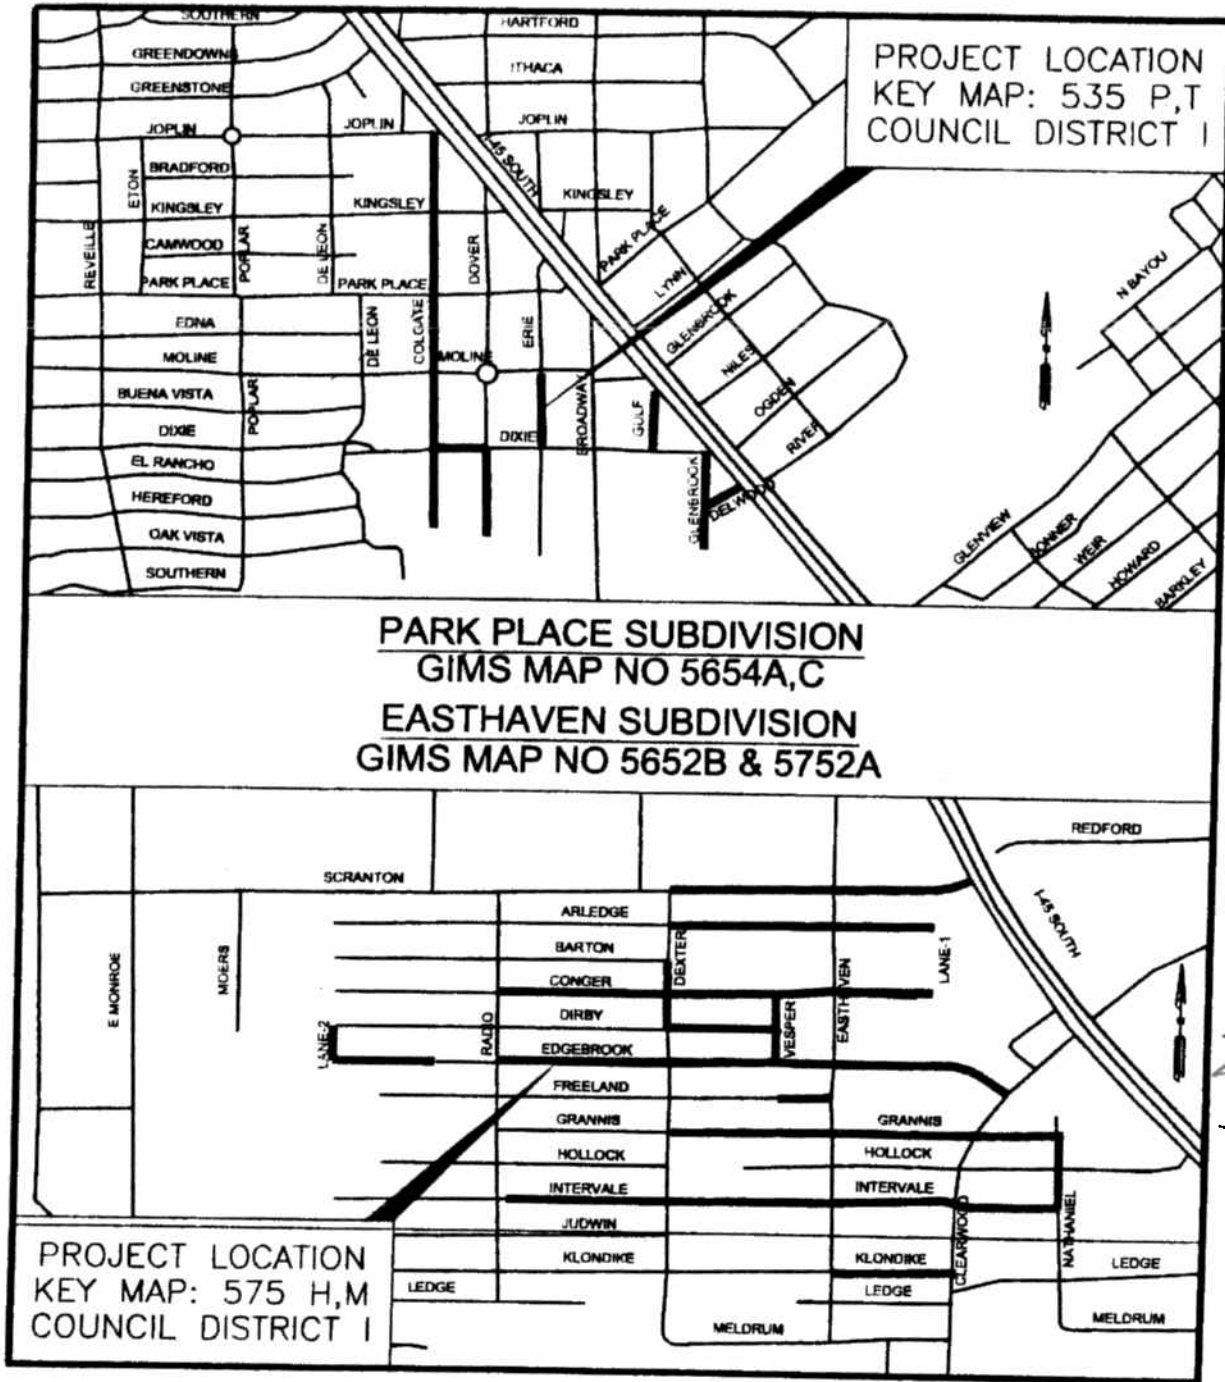 SOUTHERN
HARTFORD
GREENDOWNS
ITHACA
GREENSTONE
JOPLIN
JOPLIN
JOPLIN
PROJECT LOCATION
KEY MAP: 535 P,T
COUNCIL DISTRICT I
I-45 SOUTH
BRADFORD
ETON
KINGSLEY
KINGSLEY
KINGSLEY
REVEILLE
CAMWOOD
POPLAR
DE LEON
DOVER
PARK PLACE
PARK PLACE
PARK PLACE
LYNN
N BAYOU
EDNA
DE LEON
COLGATE
ERIE
GLENBROOK
MOLINE
MOLINE
NILES
BUENA VISTA
POPLAR
BROADWAY
GULF
OGDEN
DIXIE
DIXIE
RIVER
EL RANCHO
HEREFORD
GLENBROOK
DELWOOD
OAK VISTA
SOUTHERN
GLENVIEW
BONNER
WEIR
HOWARD
BARKLEY
PARK PLACE SUBDIVISION
GIMS MAP NO 5654A,C
EASTHAVEN SUBDIVISION
GIMS MAP NO 5652B & 5752A
REDFORD
SCRANTON
I-45 SOUTH
ARLEDGE
BARTON
DEXTER
LANE-1
E MONROE
MOERS
CONGER
EASTHAVEN
DIRBY
VESPER
LANE-2
RADIO
EDGEBROOK
FREELAND
GRANNIS
GRANNIS
HOLLOCK
HOLLOCK
INTERVALE
INTERVALE
JUDWIN
CLEARWOOD
NATHANIEL
KLONDIKE
KLONDIKE
LEDGE
LEDGE
LEDGE
MELDRUM
MELDRUM
PROJECT LOCATION
KEY MAP: 575 H,M
COUNCIL DISTRICT I